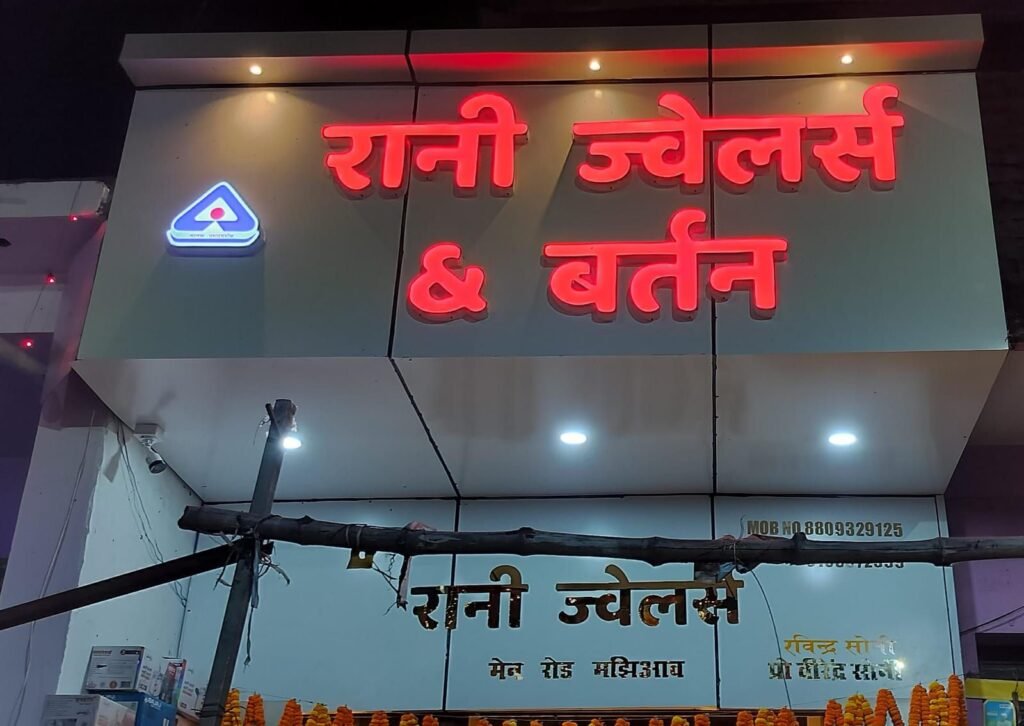 रानी ज्वेलर्स
& बर्तन
MOB NO.8809329125
रानी ज्वेलर्स
रविन्द्र सोनी
मेन रोड मझिआव
प्रो वीरेंद्र सोनी